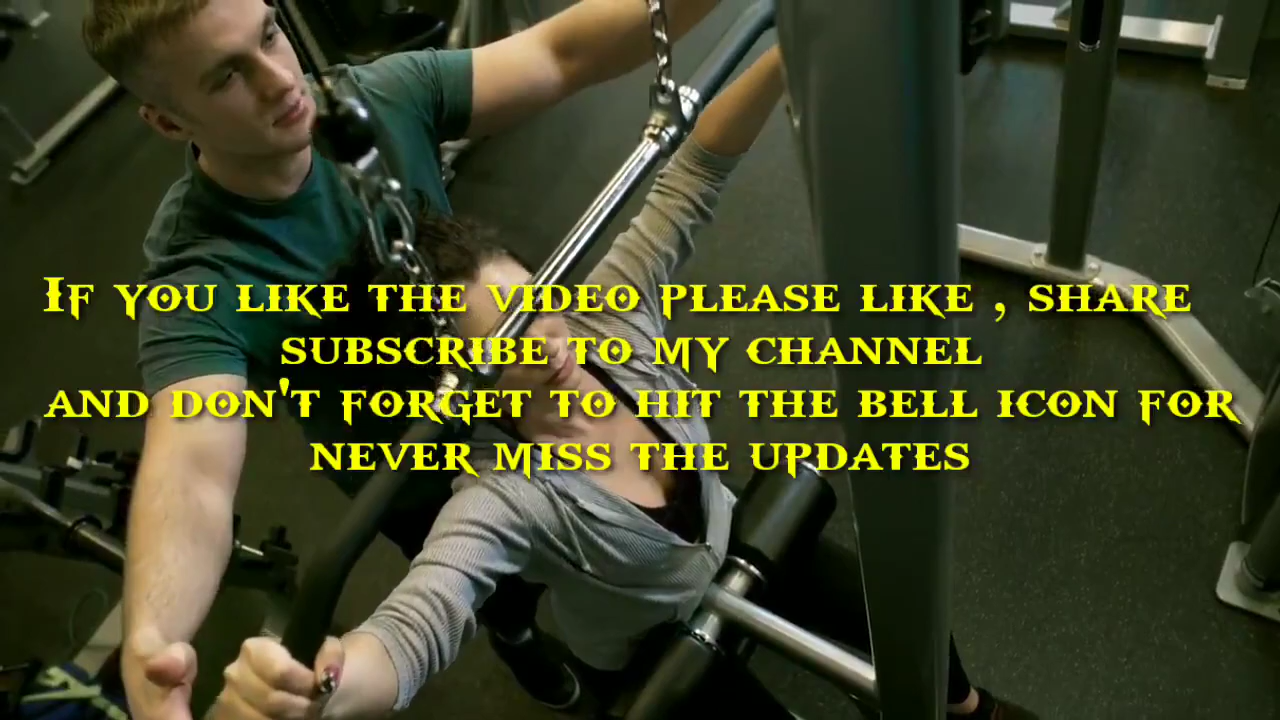 If you like the video please like , share
subscribe to my channel
and don't forget to hit the bell icon for
never miss the updates